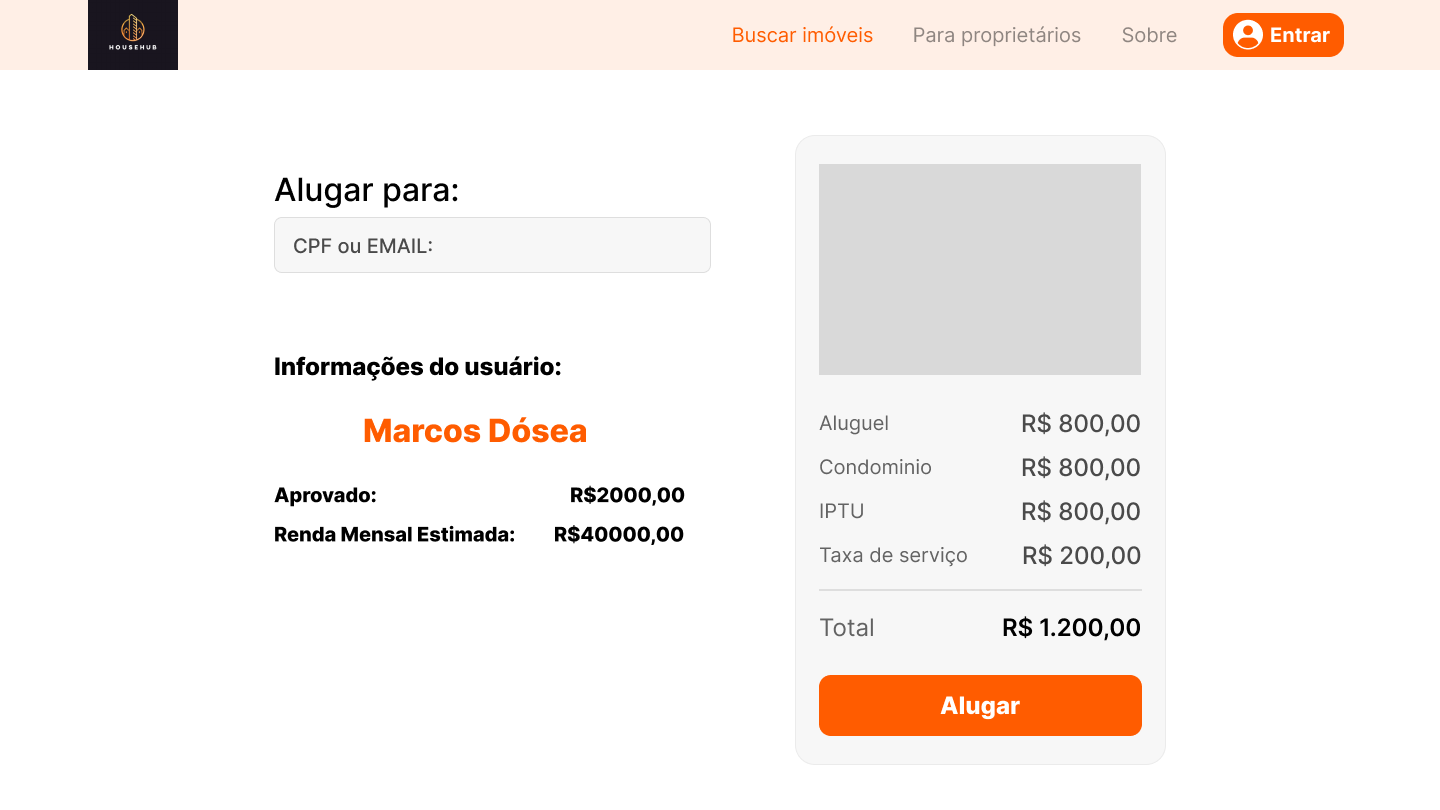 HOUSEHUB
Buscar imóveis
Para proprietários
Sobre
Entrar
Alugar para:
CPF ou EMAIL:
Informações do usuário:
Marcos Dósea
Aprovado: R$2000,00
Renda Mensal Estimada: R$40000,00
Aluguel R$ 800,00
Condominio R$ 800,00
IPTU R$ 800,00
Taxa de serviço R$ 200,00
Total R$ 1.200,00
Alugar